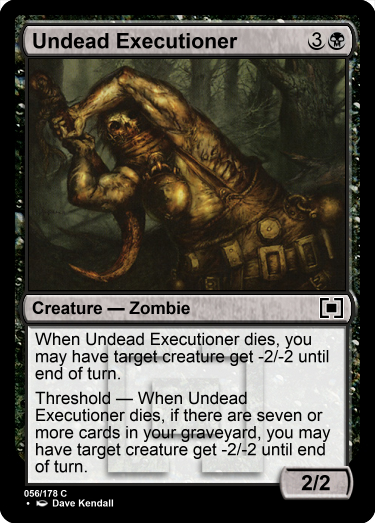 Undead Executioner 3
Creature — Zombie
When Undead Executioner dies, you
may have target creature get -2/-2 until
end of turn.
Threshold — When Undead
Executioner dies, if there are seven or
more cards in your graveyard, you may
have target creature get -2/-2 until end
of turn.
2/2
056/178 C
• Dave Kendall